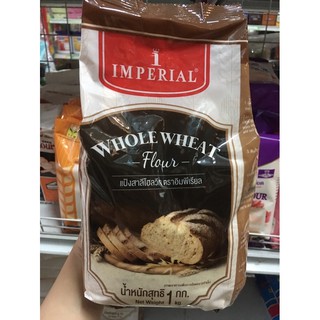 1
IMPERIAL
WHOLE WHEAT
Flour
แป้งสาลีโฮลวีท ตราอิมพีเรียล
น้ำหนักสุทธิ 1 กก.
Net Weight kg